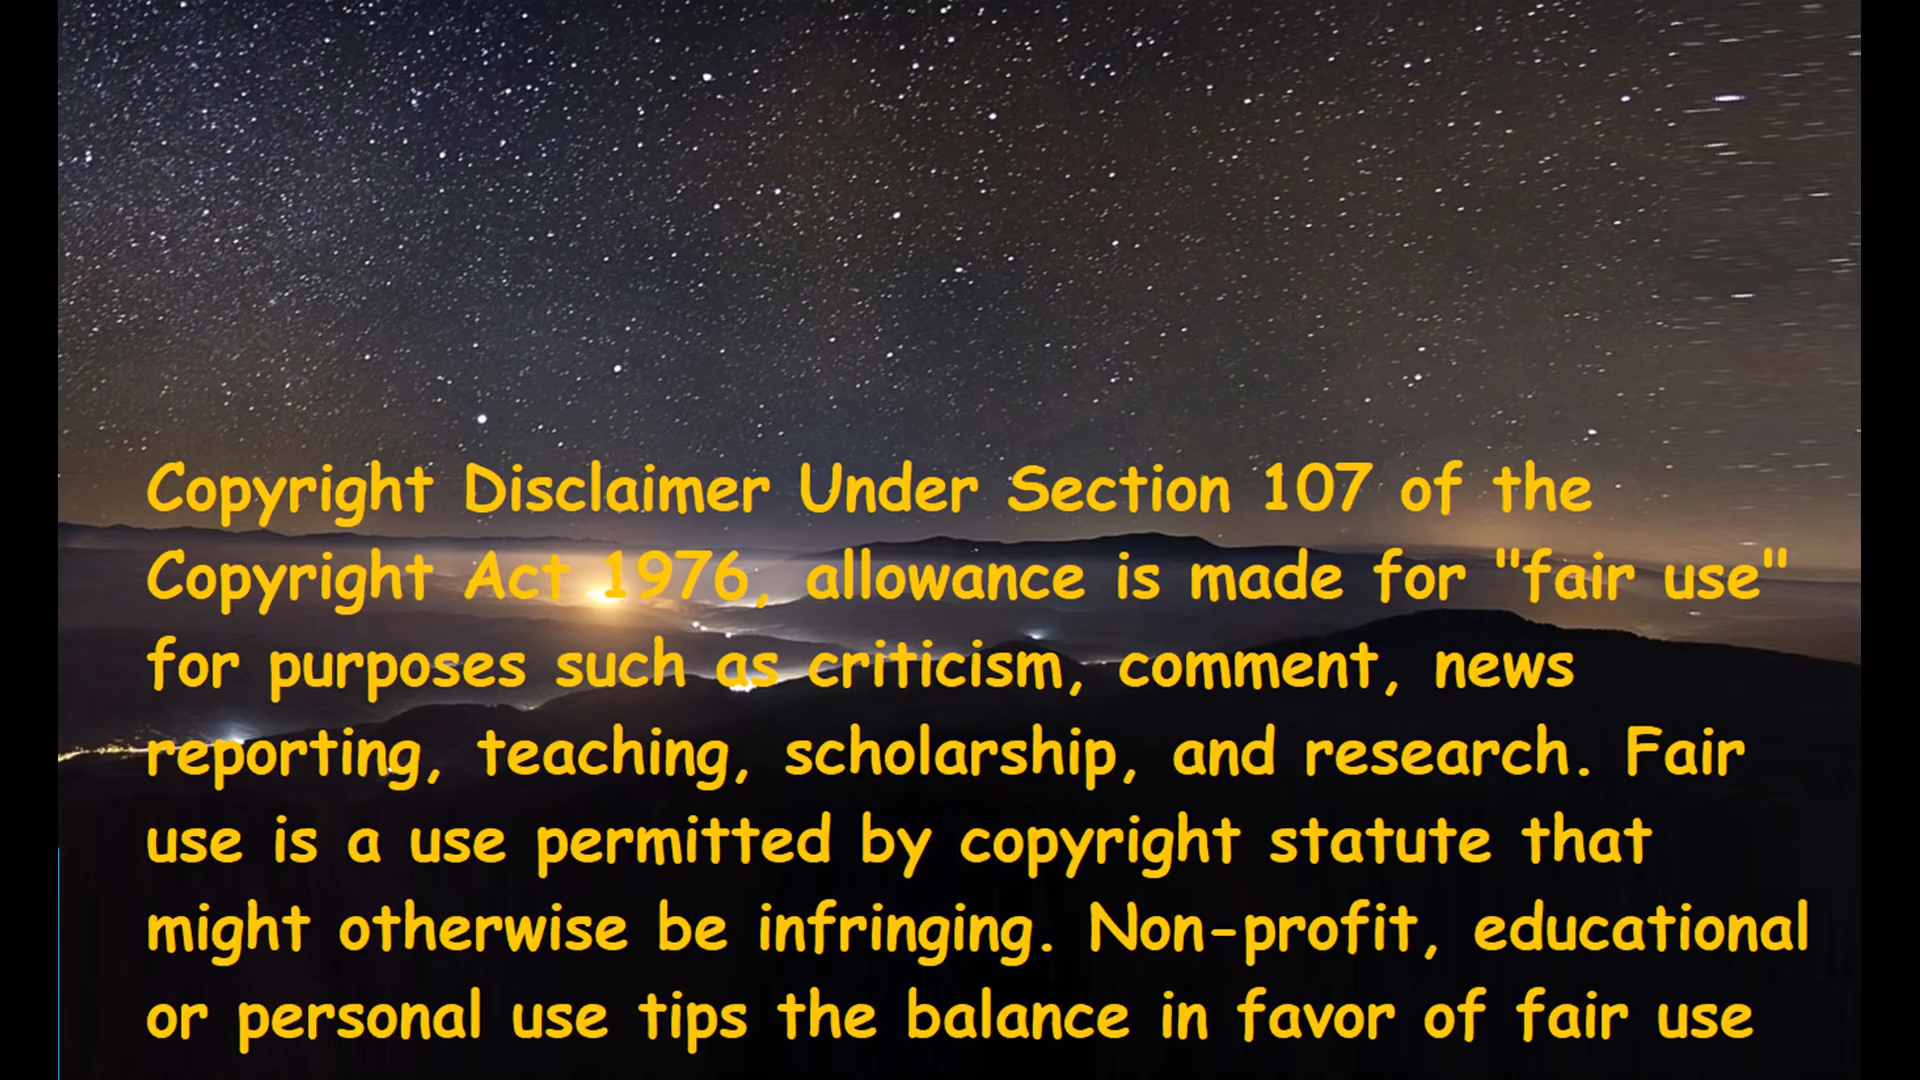 Copyright Disclaimer Under Section 107 of the
Copyright Act 1976, allowance is made for "fair use"
for purposes such as criticism, comment, news
reporting, teaching, scholarship, and research. Fair
use is a use permitted by copyright statute that
might otherwise be infringing. Non-profit, educational
or personal use tips the balance in favor of fair use